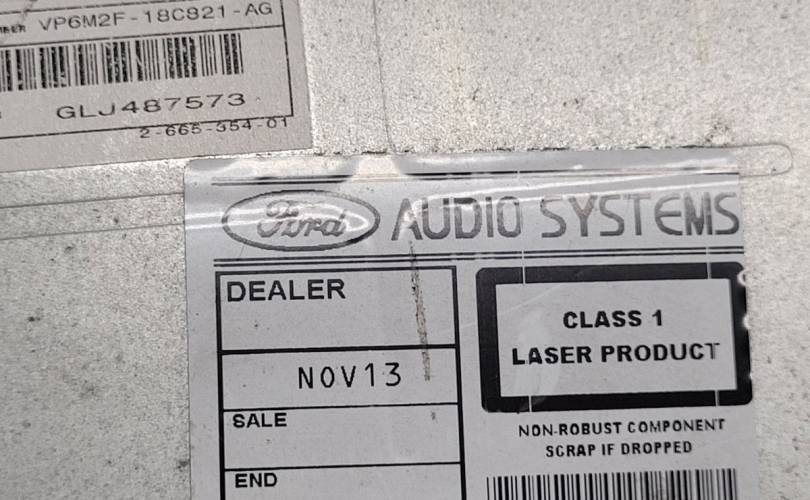 VP6M2F-18C821-AG
GLJ487573
2-665-354-01
Ford AUDIO SYSTEMS
DEALER
NOV13
SALE
END
CLASS 1
LASER PRODUCT
NON-ROBUST COMPONENT
SCRAP IF DROPPED